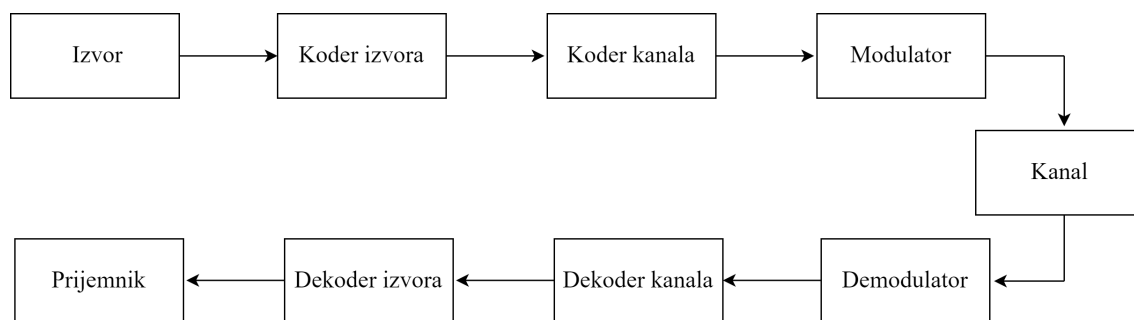 Izvor
Koder izvora
Koder kanala
Modulator
Kanal
Demodulator
Dekoder kanala
Dekoder izvora
Prijemnik